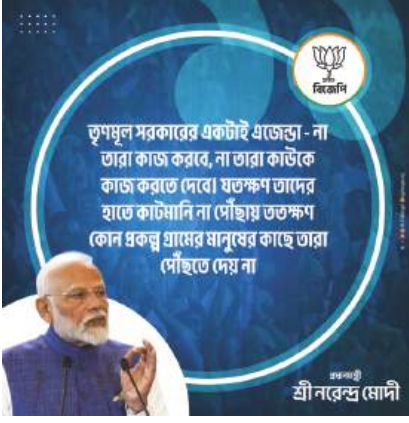 বিজেপি
তৃণমূল সরকারের একটাই এজেন্ডা - না
তারা কাজ করবে, না তারা কাউকে
কাজ করতে দেবে। যতক্ষণ তাদের
হাতে কাটমানি না পৌঁছায় ততক্ষণ
কোন প্রকল্প গ্রামের মানুষের কাছে তারা
পৌঁছতে দেয় না
প্রধানমন্ত্রী
শ্রী নরেন্দ্র মোদী